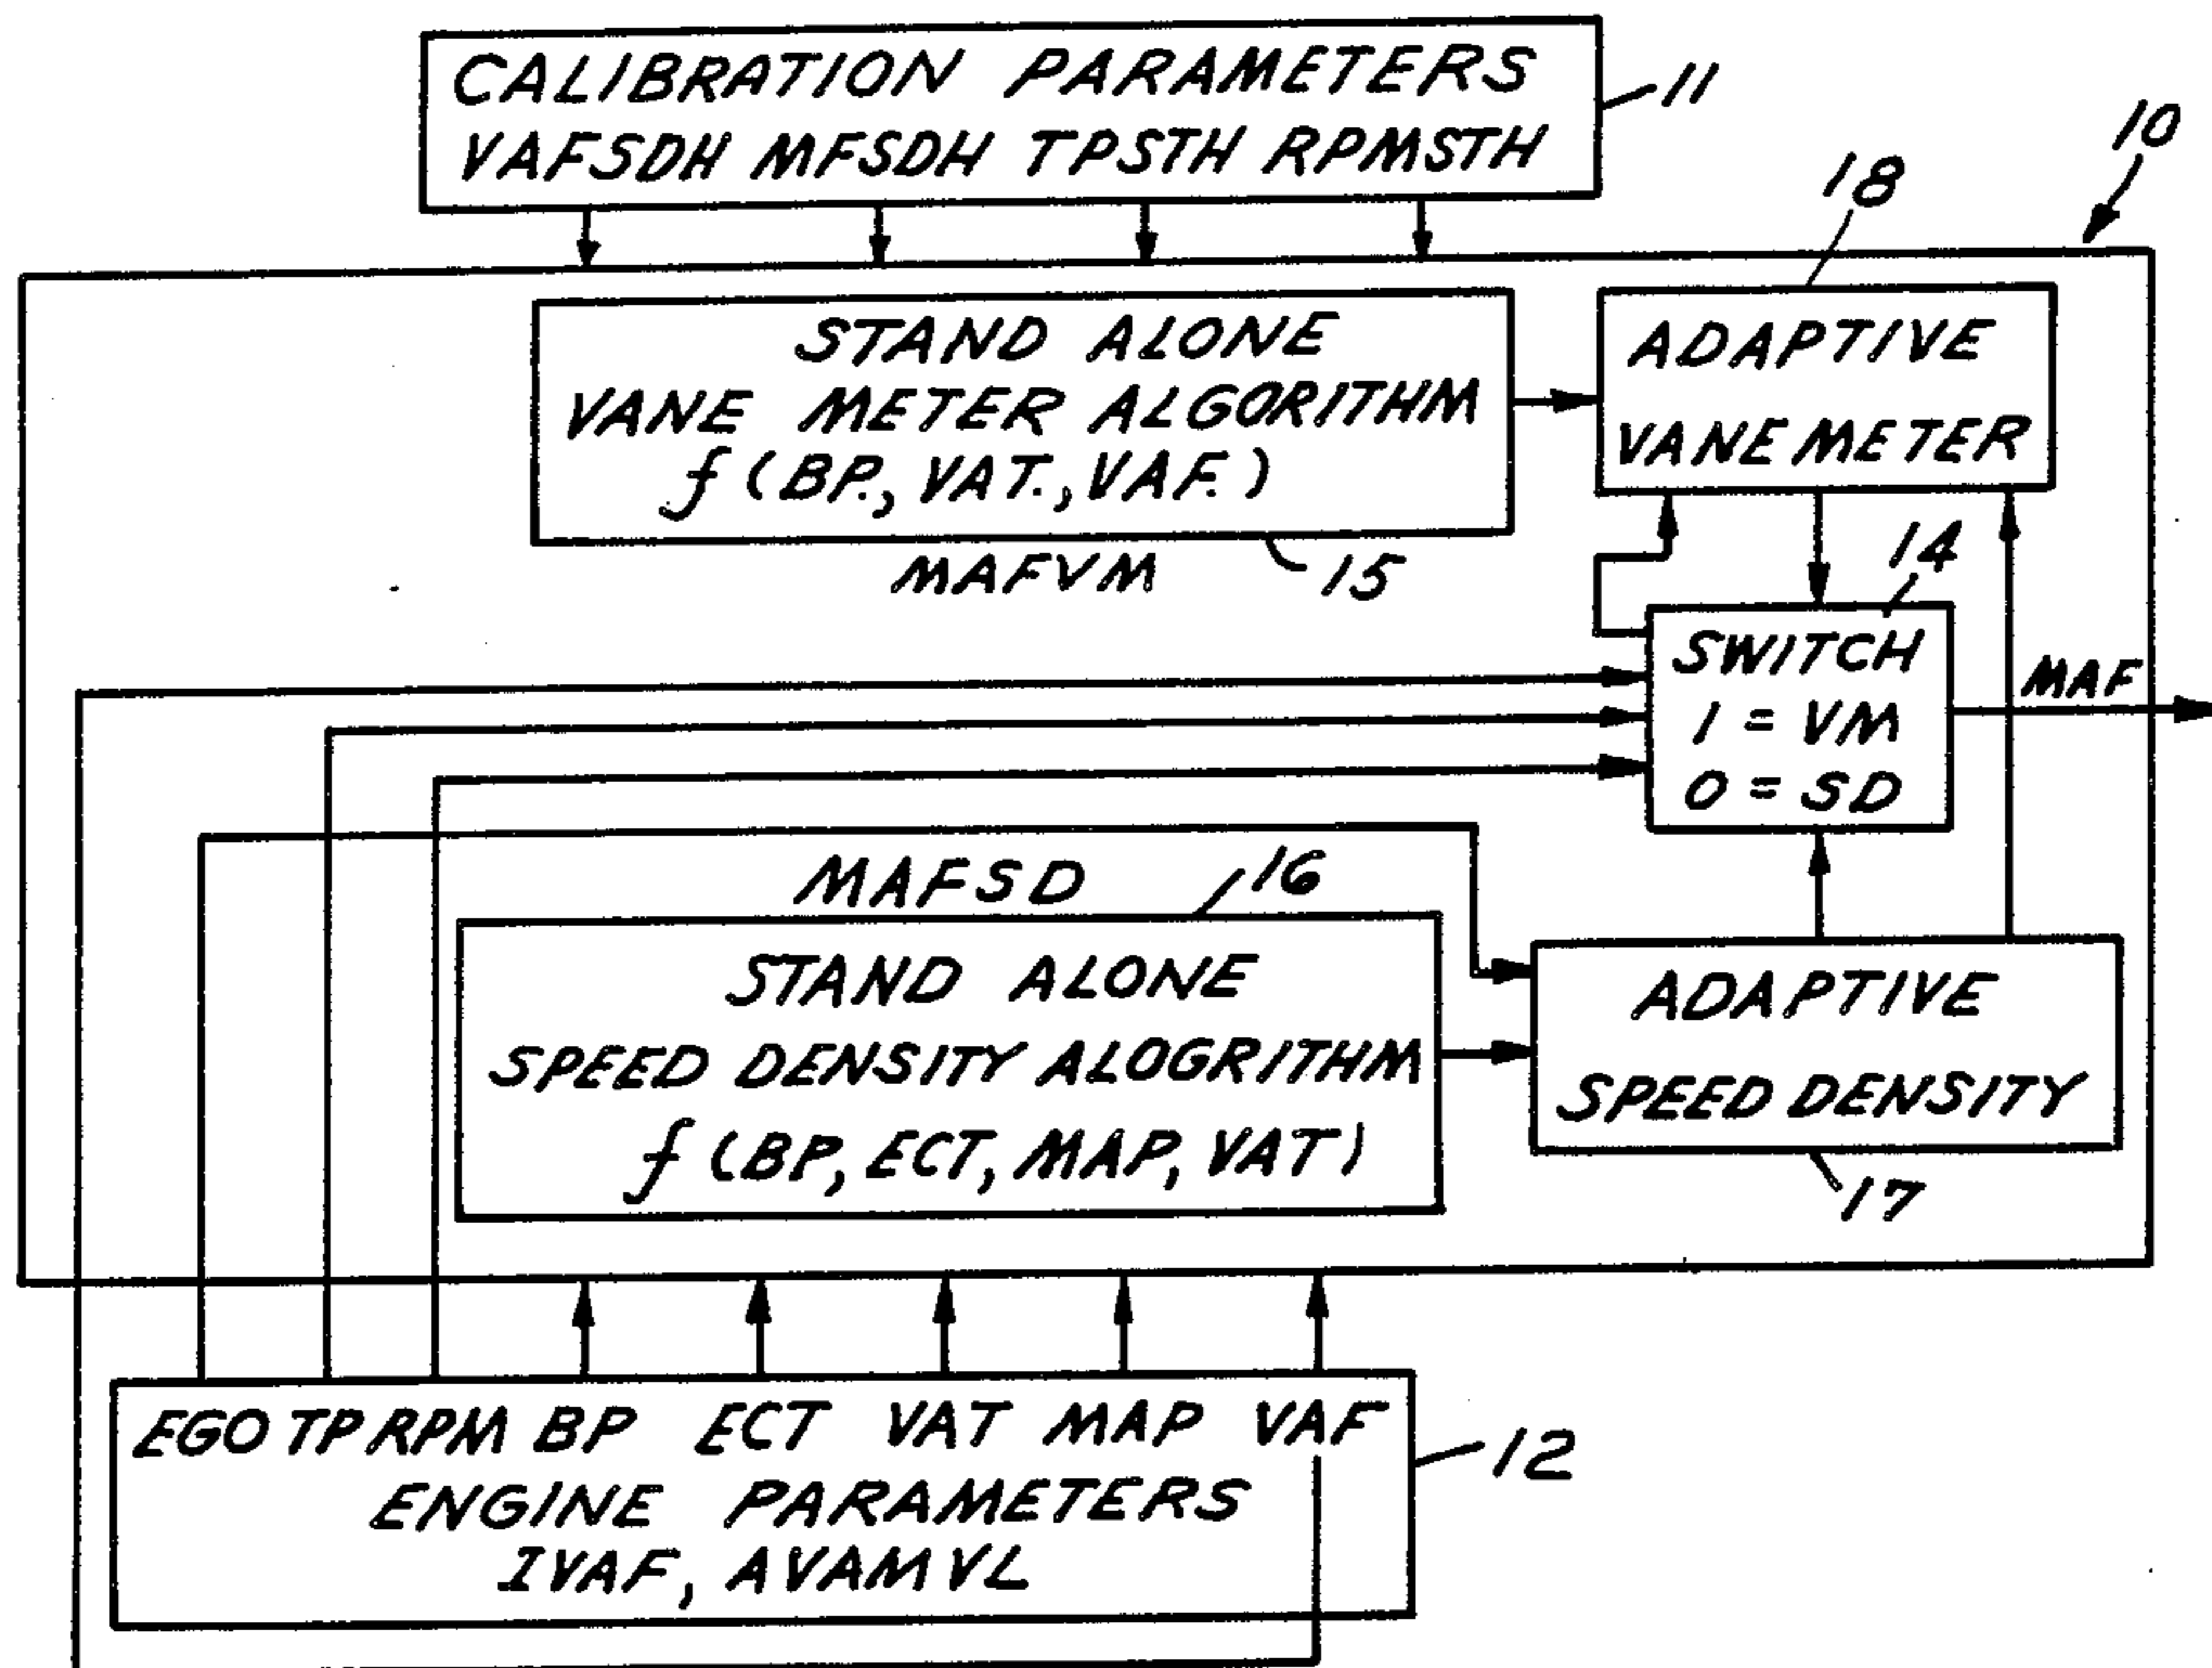 CALIBRATION PARAMETERS
VAFSDH MFSDH TPSTH RPMSTH
11
10
18
STAND ALONE
VANE METER ALGORITHM
f (BP., VAT., VAF.)
MAFVM
15
ADAPTIVE
VANE METER
14
SWITCH
1 = VM
0 = SD
MAF
MAFSD
16
STAND ALONE
SPEED DENSITY ALOGRITHM
f (BP, ECT, MAP, VAT)
ADAPTIVE
SPEED DENSITY
17
EGO TP RPM BP ECT VAT MAP VAF
ENGINE PARAMETERS
IVAF, AVAMVL
12